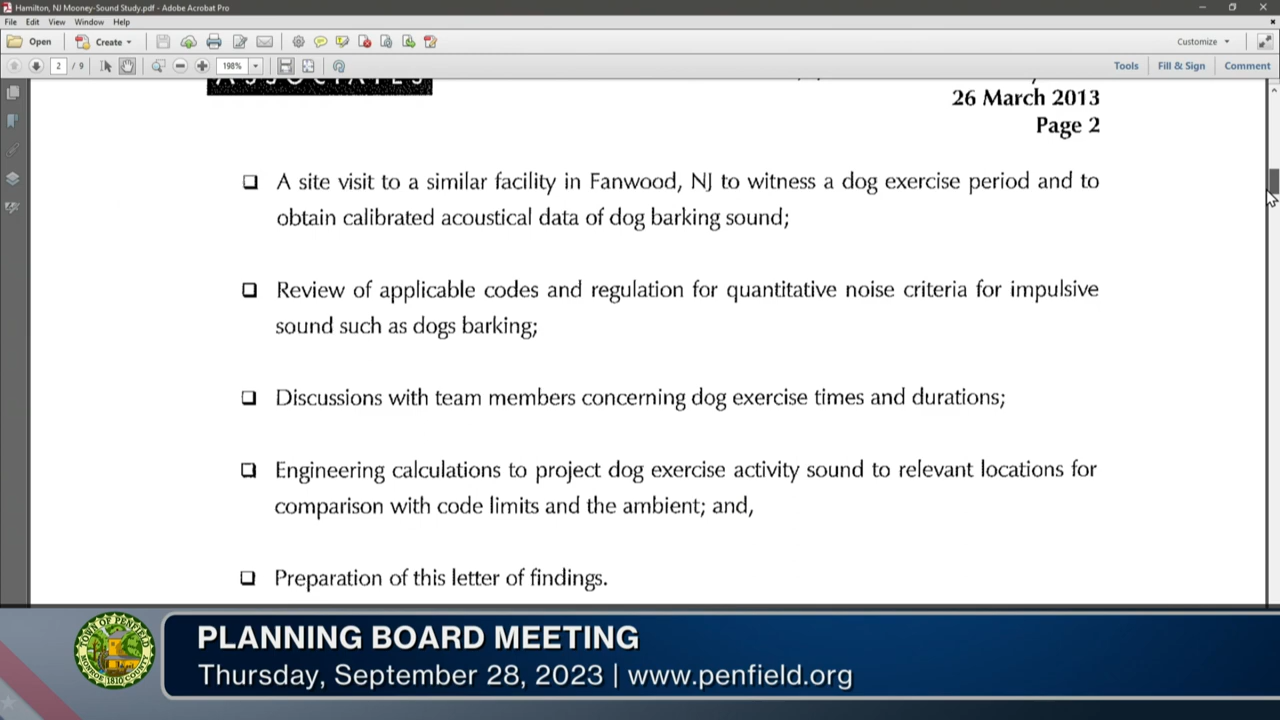 Hamilton, NJ Mooney-Sound Study.pdf - Adobe Acrobat Pro
File Edit View Window Help
Open Create Customize
2 / 9 198% Tools Fill & Sign Comment
ASSOCIATES
26 March 2013
Page 2
❏ A site visit to a similar facility in Fanwood, NJ to witness a dog exercise period and to
obtain calibrated acoustical data of dog barking sound;
❏ Review of applicable codes and regulation for quantitative noise criteria for impulsive
sound such as dogs barking;
❏ Discussions with team members concerning dog exercise times and durations;
❏ Engineering calculations to project dog exercise activity sound to relevant locations for
comparison with code limits and the ambient; and,
❏ Preparation of this letter of findings.
TOWN OF PENFIELD
1810
PLANNING BOARD MEETING
Thursday, September 28, 2023 | www.penfield.org